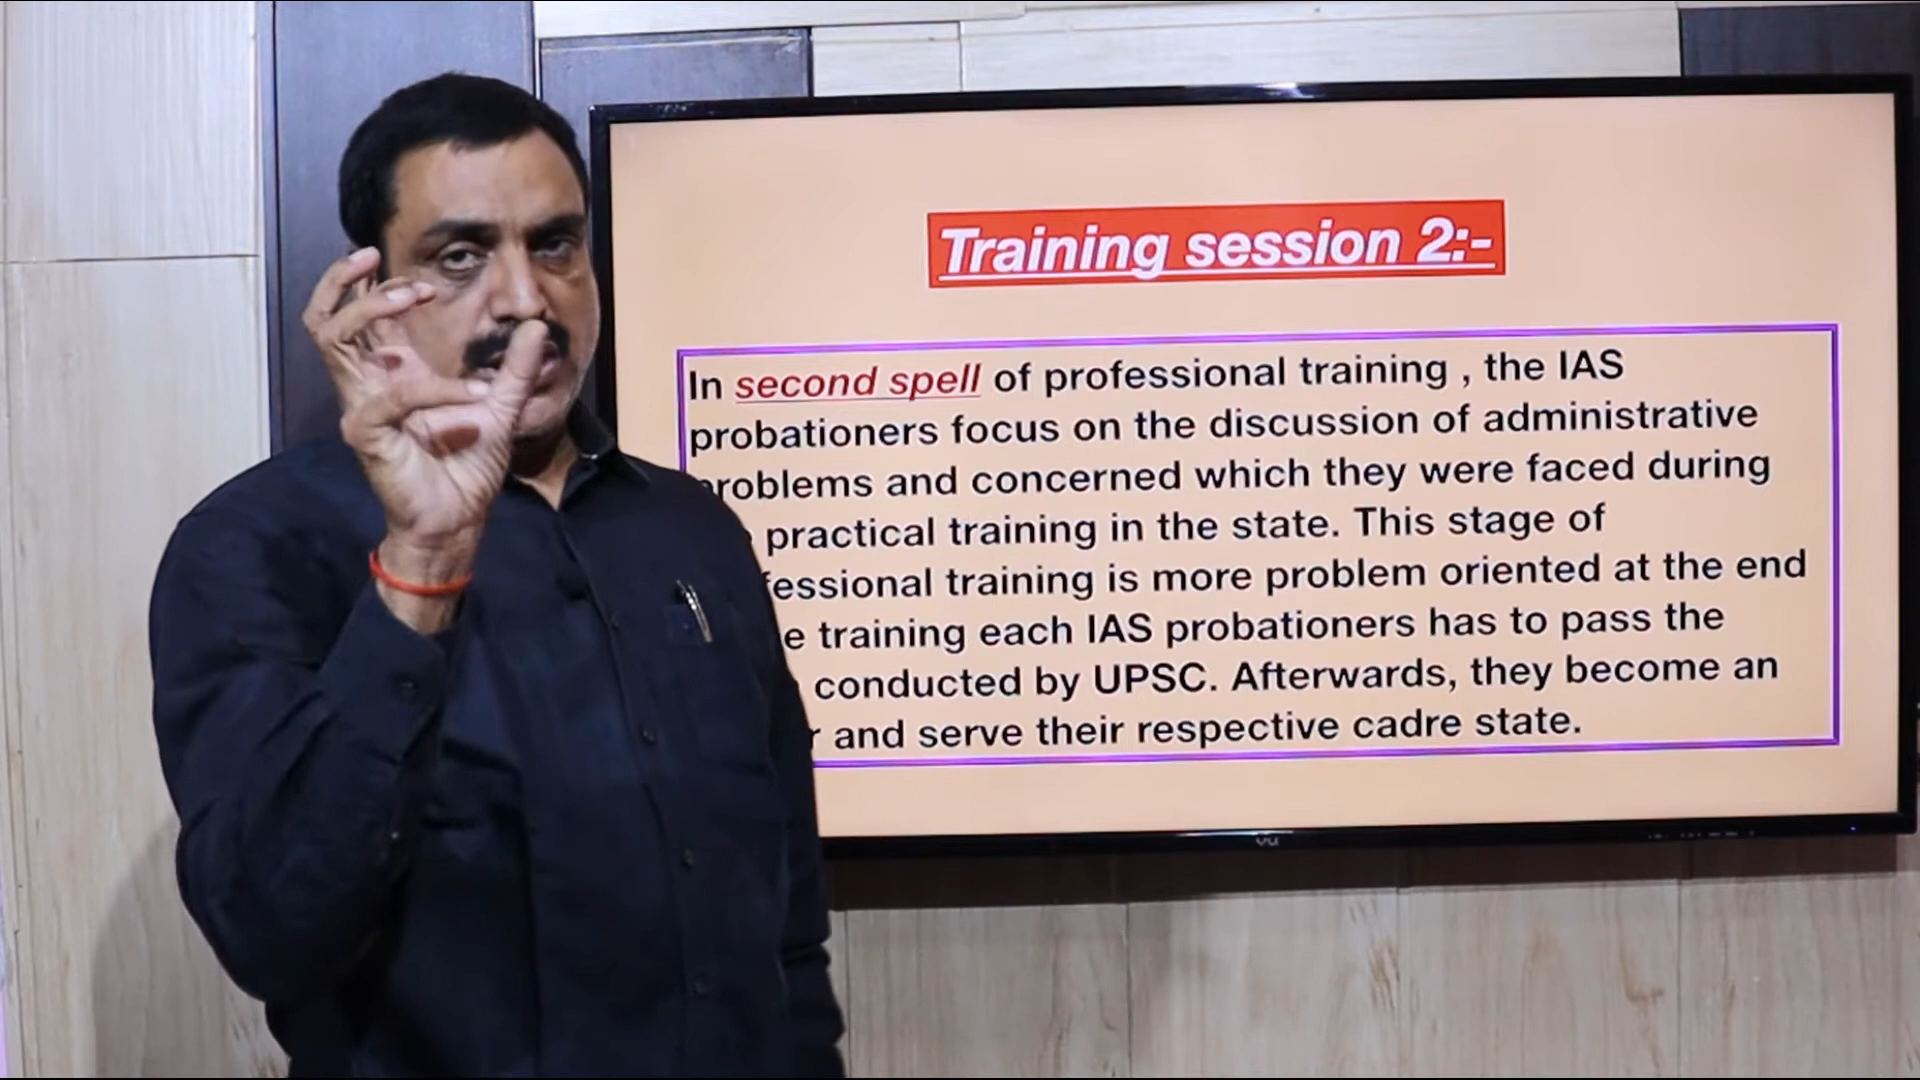 Training session 2:-
In second spell of professional training , the IAS
probationers focus on the discussion of administrative
problems and concerned which they were faced during
practical training in the state. This stage of
training is more problem oriented at the end
training each IAS probationers has to pass the
conducted by UPSC. Afterwards, they become an
and serve their respective cadre state.
VU